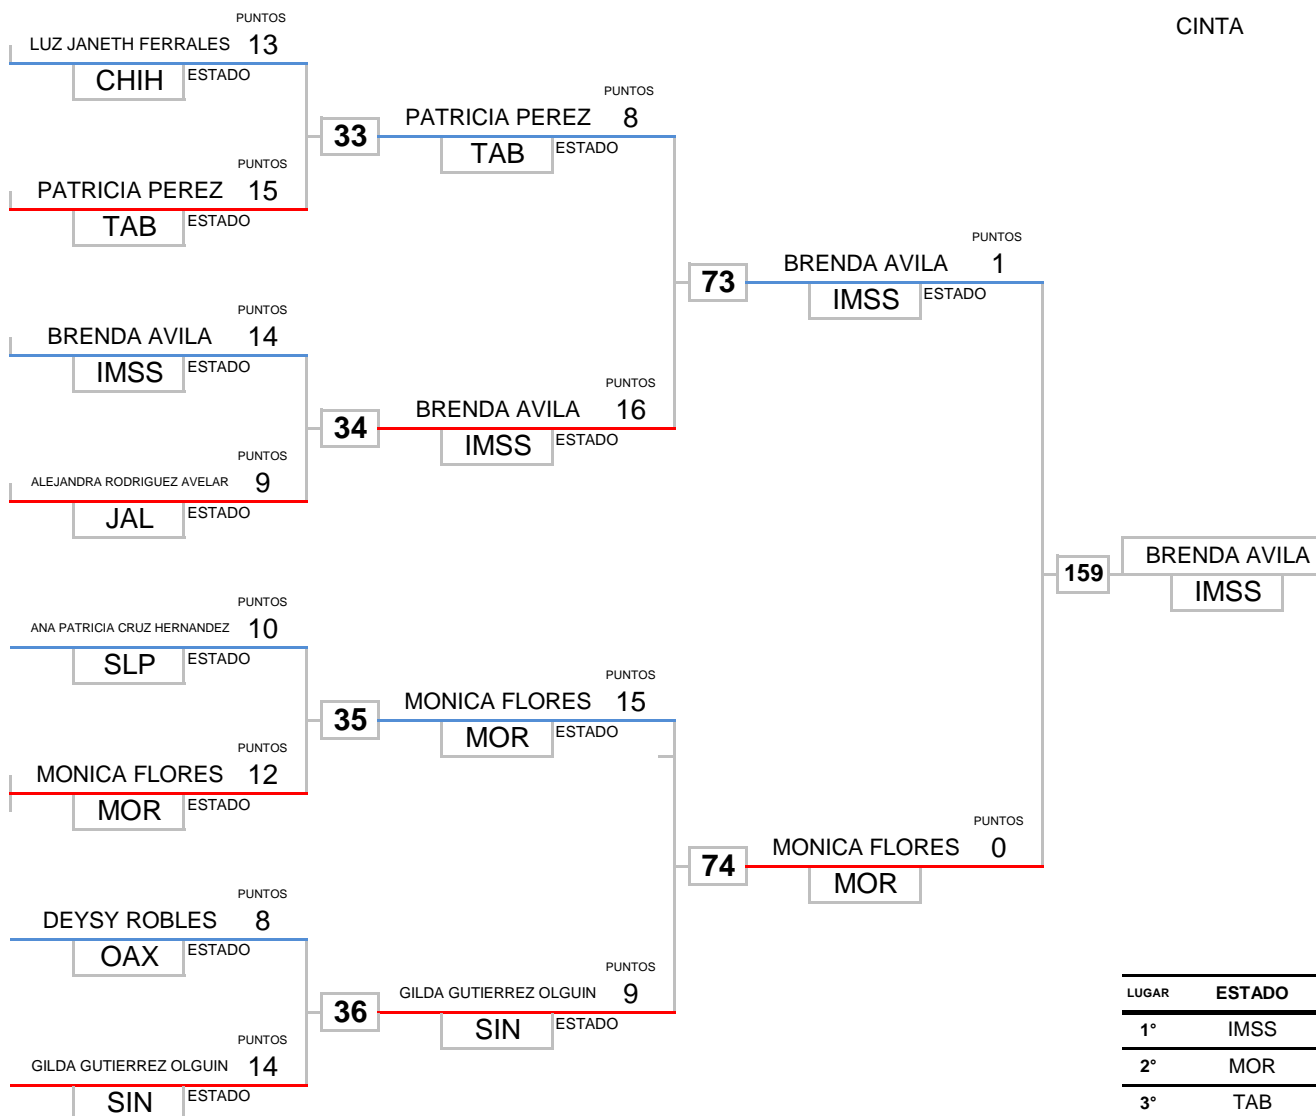 PUNTOS
CINTA
LUZ JANETH FERRALES 13
CHIH ESTADO
PUNTOS
33 PATRICIA PEREZ 8
TAB ESTADO
PUNTOS
PATRICIA PEREZ 15
TAB ESTADO
PUNTOS
73 BRENDA AVILA 1
IMSS ESTADO
PUNTOS
BRENDA AVILA 14
IMSS ESTADO
PUNTOS
34 BRENDA AVILA 16
IMSS ESTADO
PUNTOS
ALEJANDRA RODRIGUEZ AVELAR 9
JAL ESTADO
159 BRENDA AVILA
IMSS
PUNTOS
ANA PATRICIA CRUZ HERNANDEZ 10
SLP ESTADO
PUNTOS
35 MONICA FLORES 15
MOR ESTADO
PUNTOS
MONICA FLORES 12
MOR ESTADO
PUNTOS
74 MONICA FLORES 0
MOR
PUNTOS
DEYSY ROBLES 8
OAX ESTADO
PUNTOS
36 GILDA GUTIERREZ OLGUIN 9
SIN ESTADO
PUNTOS
GILDA GUTIERREZ OLGUIN 14
SIN ESTADO
LUGAR ESTADO
1° IMSS
2° MOR
3° TAB